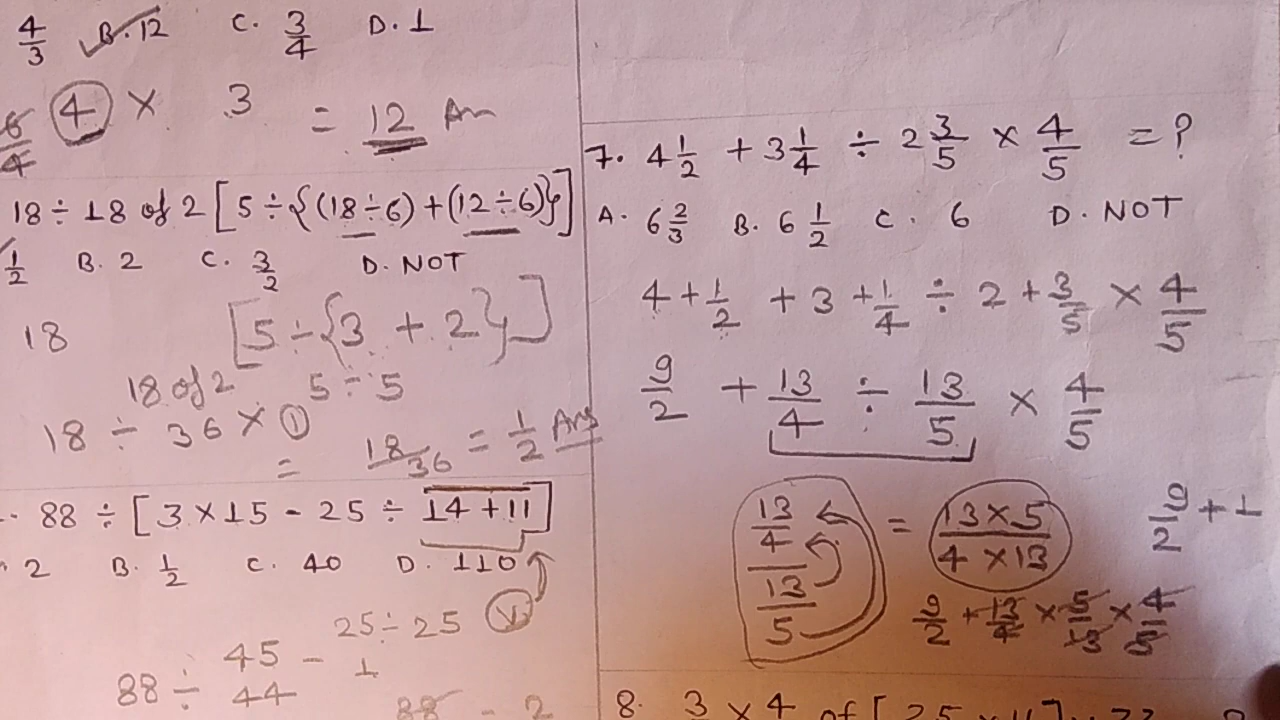 4/3 B. 12 C. 3/4 D. 1
6/4 4 × 3 = 12 An
18 ÷ 18 of 2 [5 ÷ {(18 ÷ 6) + (12 ÷ 6)}]
1/2 B. 2 C. 3/2 D. NOT
18 [5 ÷ {3 + 2}]
18 of 2 5 ÷ 5
18 ÷ 36 × 1
= 18/36 = 1/2 Ans
88 ÷ [3 × 15 - 25 ÷ 14 + 11]
2 B. 1/2 C. 40 D. 110
25 ÷ 25
88 ÷ 45 - 1
44
88 = 2
7. 4 1/2 + 3 1/4 ÷ 2 3/5 × 4/5 = ?
A. 6 2/3 B. 6 1/2 C. 6 D. NOT
4 + 1/2 + 3 + 1/4 ÷ 2 + 3/5 × 4/5
9/2 + 13/4 ÷ 13/5 × 4/5
13/4 / 13/5 = 13 × 5 / 4 × 13
9/2 + 1
9/2 + 13/4 × 5/13 × 4/5
8. 3 × 4 of [25 × 11]